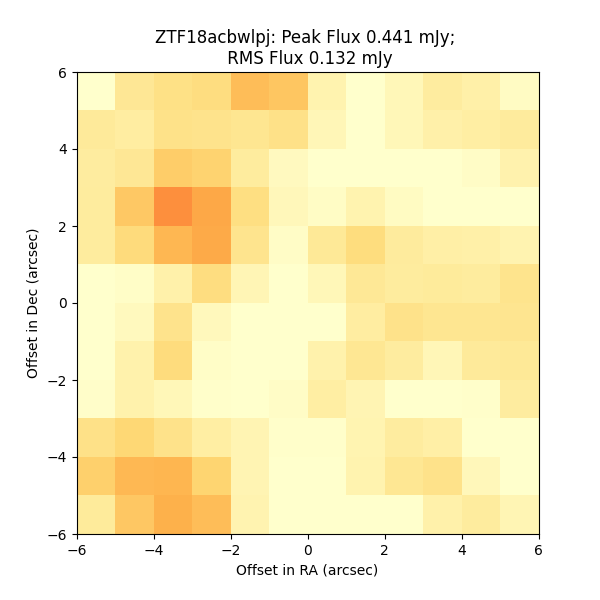 ZTF18acbwlpj: Peak Flux 0.441 mJy;
RMS Flux 0.132 mJy
6
4
2
0
−2
−4
−6
Offset in Dec (arcsec)
−6 −4 −2 0 2 4 6
Offset in RA (arcsec)